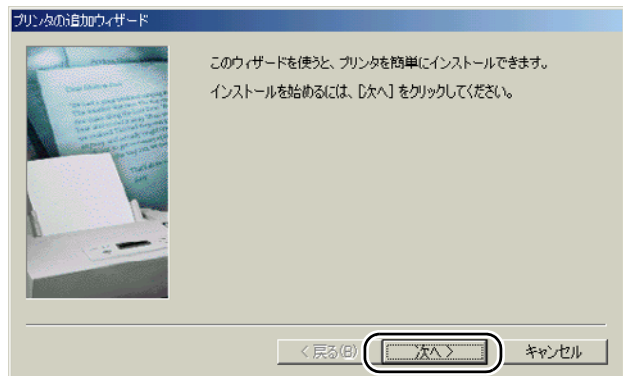 プリンタの追加ウィザード
このウィザードを使うと、プリンタを簡単にインストールできます。
インストールを始めるには、[次へ] をクリックしてください。
< 戻る(B)
次へ >
キャンセル